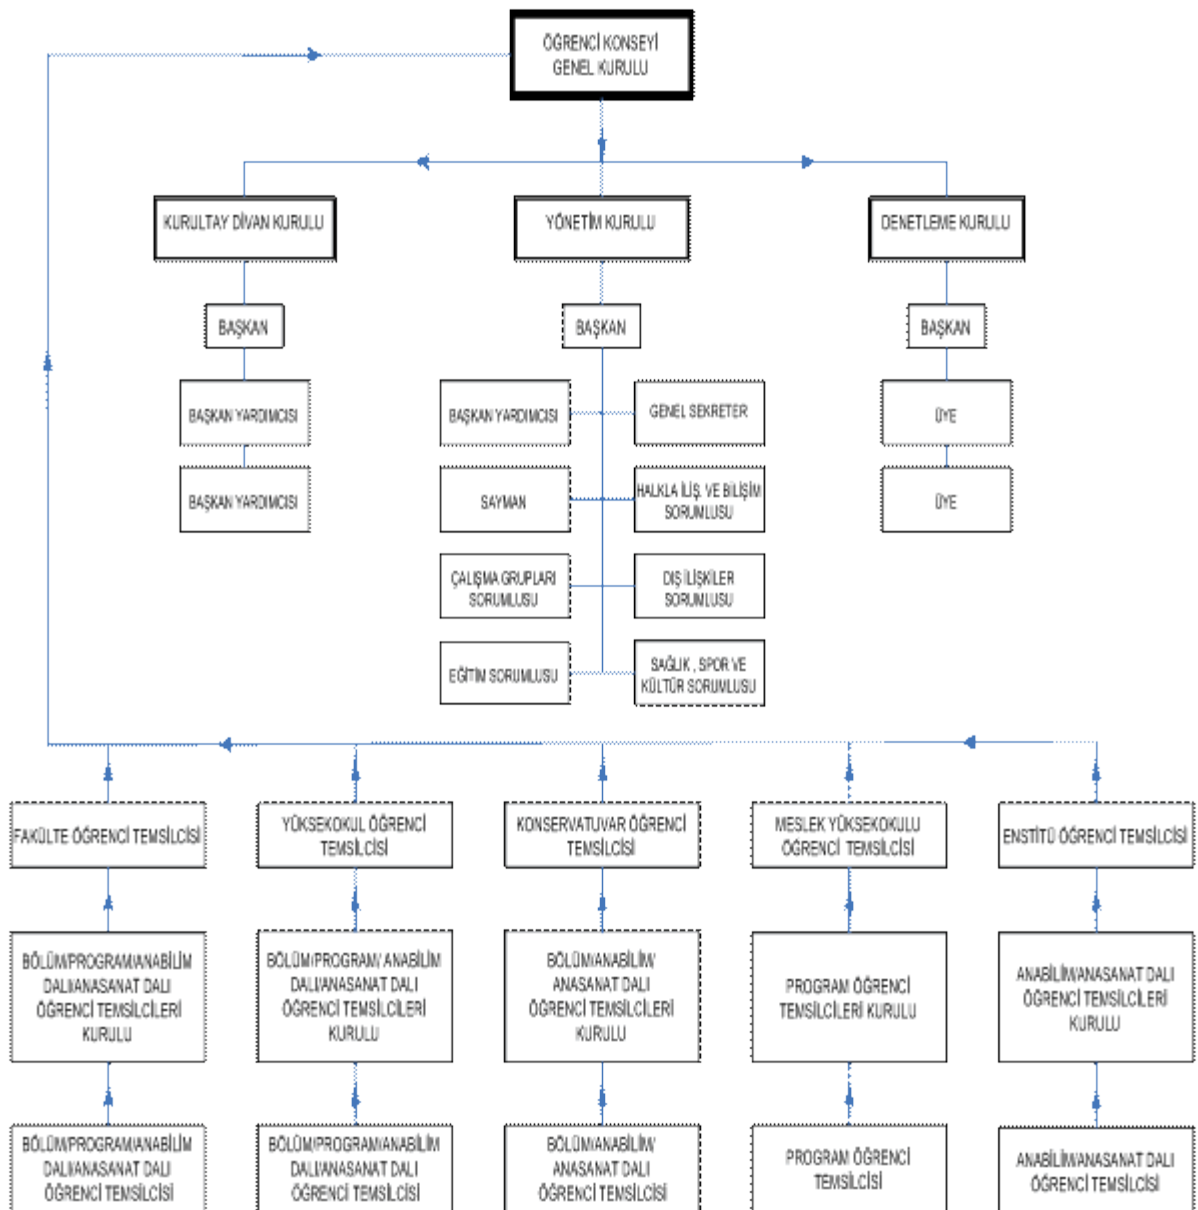 ÖĞRENCİ KONSEYİ
GENEL KURULU
KURULTAY DİVAN KURULU
YÖNETİM KURULU
DENETLEME KURULU
BAŞKAN
BAŞKAN
BAŞKAN
BAŞKAN YARDIMCISI
BAŞKAN YARDIMCISI
GENEL SEKRETER
ÜYE
BAŞKAN YARDIMCISI
SAYMAN
HALKLA İLİŞ. VE BİLİŞİM
SORUMLUSU
ÜYE
ÇALIŞMA GRUPLARI
SORUMLUSU
DIŞ İLİŞKİLER
SORUMLUSU
EĞİTİM SORUMLUSU
SAĞLIK , SPOR VE
KÜLTÜR SORUMLUSU
FAKÜLTE ÖĞRENCİ TEMSİLCİSİ
YÜKSEKOKUL ÖĞRENCİ
TEMSİLCİSİ
KONSERVATUVAR ÖĞRENCİ
TEMSİLCİSİ
MESLEK YÜKSEKOKULU
ÖĞRENCİ TEMSİLCİSİ
ENSTİTÜ ÖĞRENCİ TEMSİLCİSİ
BÖLÜM/PROGRAM/ANABİLİM
DALI/ANASANAT DALI
ÖĞRENCİ TEMSİLCİLERİ
KURULU
BÖLÜM/PROGRAM/ ANABİLİM
DALI/ANASANAT DALI
ÖĞRENCİ TEMSİLCİLERİ
KURULU
BÖLÜM/ANABİLİM/
ANASANAT DALI
ÖĞRENCİ TEMSİLCİLERİ
KURULU
PROGRAM ÖĞRENCİ
TEMSİLCİLERİ KURULU
ANABİLİM/ANASANAT DALI
ÖĞRENCİ TEMSİLCİLERİ
KURULU
BÖLÜM/PROGRAM/ANABİLİM
DALI/ANASANAT DALI
ÖĞRENCİ TEMSİLCİSİ
BÖLÜM/PROGRAM/ANABİLİM
DALI/ANASANAT DALI
ÖĞRENCİ TEMSİLCİSİ
BÖLÜM/ANABİLİM/
ANASANAT DALI
ÖĞRENCİ TEMSİLCİSİ
PROGRAM ÖĞRENCİ
TEMSİLCİSİ
ANABİLİM/ANASANAT DALI
ÖĞRENCİ TEMSİLCİSİ